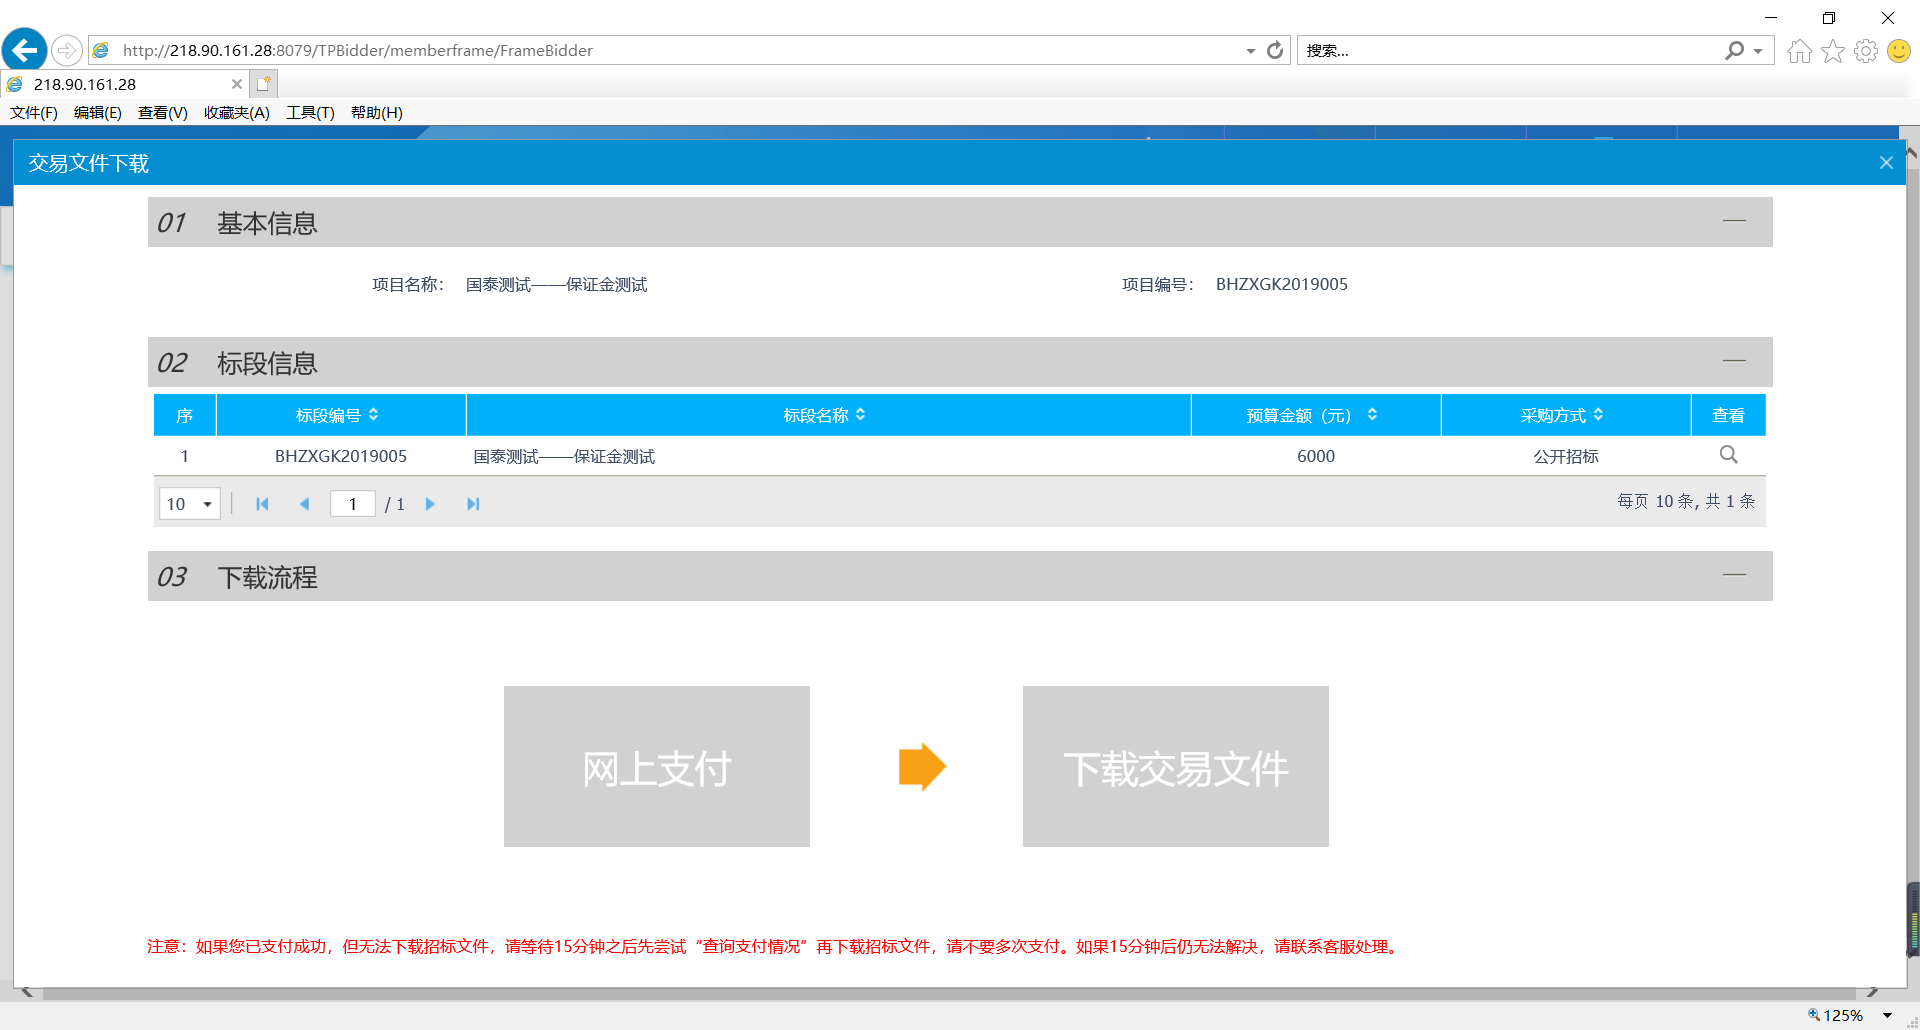 http://218.90.161.28:8079/TPBidder/memberframe/FrameBidder
搜索...
218.90.161.28
文件(F) 编辑(E) 查看(V) 收藏夹(A) 工具(T) 帮助(H)
交易文件下载
01 基本信息
项目名称： 国泰测试——保证金测试 项目编号： BHZXGK2019005
02 标段信息
序 标段编号 标段名称 预算金额（元） 采购方式 查看
1 BHZXGK2019005 国泰测试——保证金测试 6000 公开招标
10 1 / 1 每页 10 条, 共 1 条
03 下载流程
网上支付 下载交易文件
注意：如果您已支付成功，但无法下载招标文件，请等待15分钟之后先尝试“查询支付情况”再下载招标文件，请不要多次支付。如果15分钟后仍无法解决，请联系客服处理。
125%